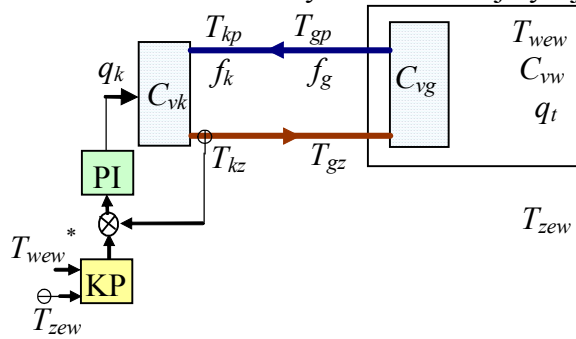 T_kp T_gp
T_wew
q_k
C_vk
f_k f_g
C_vg
C_vw
q_t
T_kz T_gz
PI
*
T_wew
T_zew
KP
T_zew